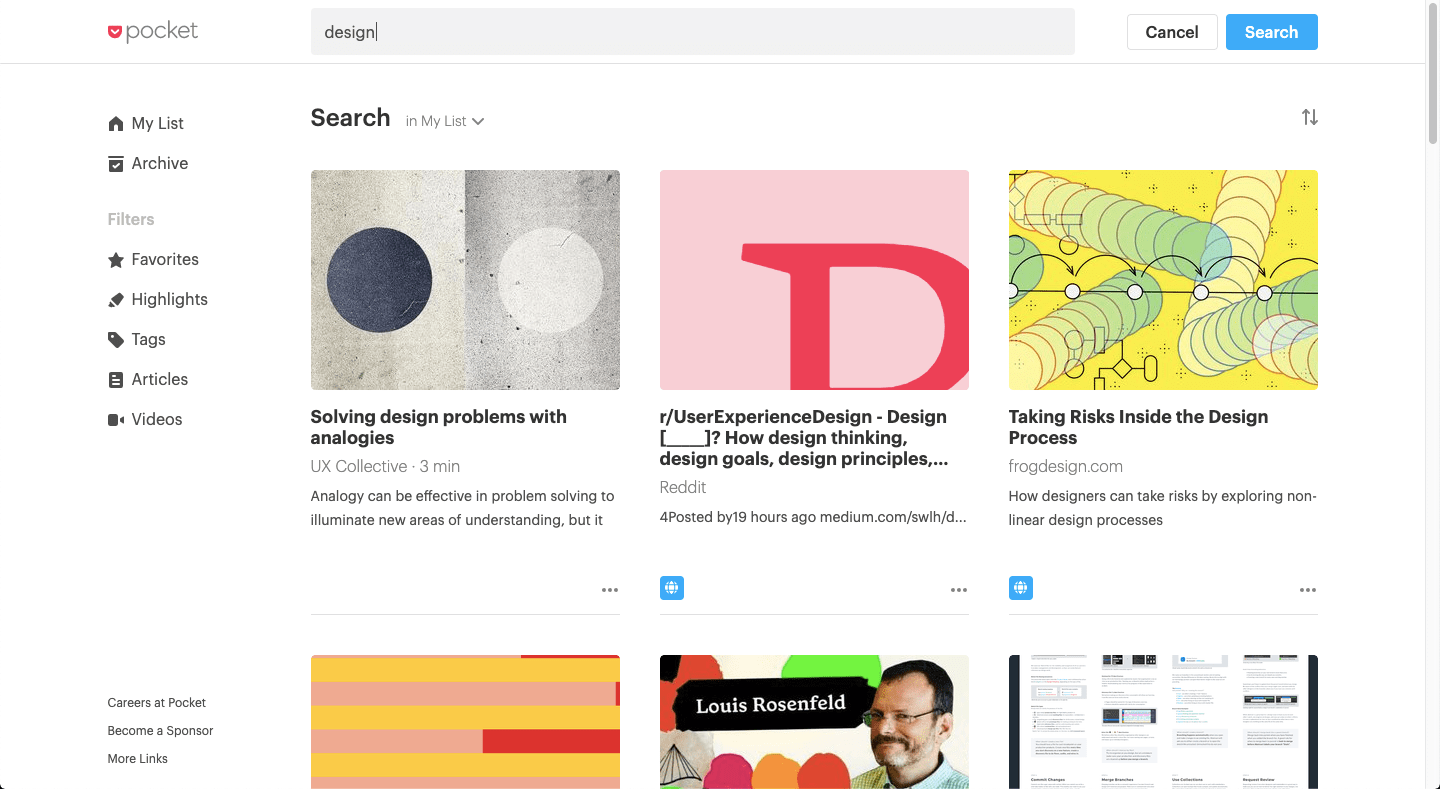 pocket
design
Cancel
Search
Search
in My List
My List
Archive
Filters
Favorites
Highlights
Tags
Articles
Videos
Solving design problems with
analogies
UX Collective · 3 min
Analogy can be effective in problem solving to
illuminate new areas of understanding, but it
r/UserExperienceDesign - Design
[____]? How design thinking,
design goals, design principles,...
Reddit
4Posted by19 hours ago medium.com/swlh/d...
Taking Risks Inside the Design
Process
frogdesign.com
How designers can take risks by exploring non-
linear design processes
Louis Rosenfeld
Commit Changes
Merge Branches
Use Collections
Request Review
Careers at Pocket
Become a Sponsor
More Links